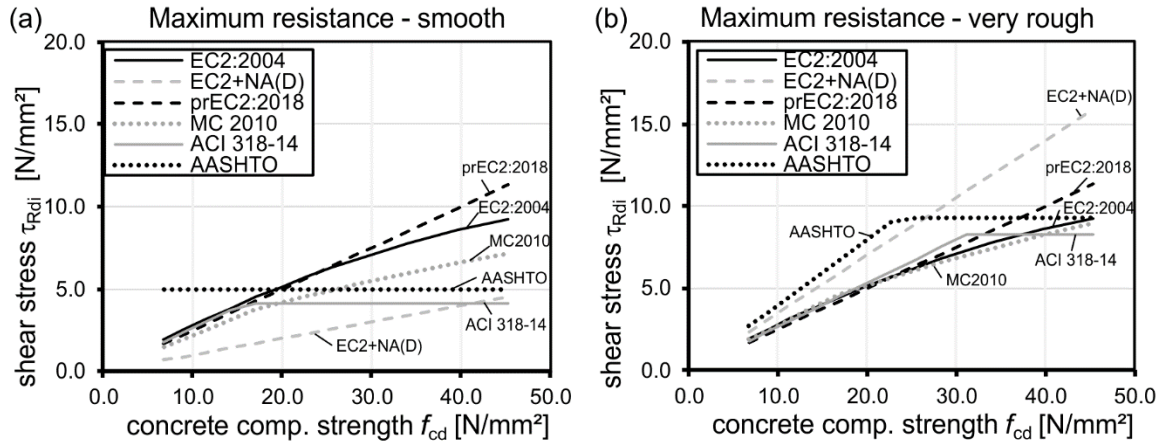 (a) Maximum resistance - smooth
20.0
15.0
10.0
5.0
0.0
shear stress τRdi [N/mm²]
EC2:2004
EC2+NA(D)
prEC2:2018
MC 2010
ACI 318-14
AASHTO
prEC2:2018
EC2:2004
MC2010
AASHTO
ACI 318-14
EC2+NA(D)
0.0 10.0 20.0 30.0 40.0 50.0
concrete comp. strength fcd [N/mm²]
(b) Maximum resistance - very rough
20.0
15.0
10.0
5.0
0.0
shear stress τRdi [N/mm²]
EC2:2004
EC2+NA(D)
prEC2:2018
MC 2010
ACI 318-14
AASHTO
EC2+NA(D)
prEC2:2018
EC2:2004
AASHTO
ACI 318-14
MC2010
0.0 10.0 20.0 30.0 40.0 50.0
concrete comp. strength fcd [N/mm²]